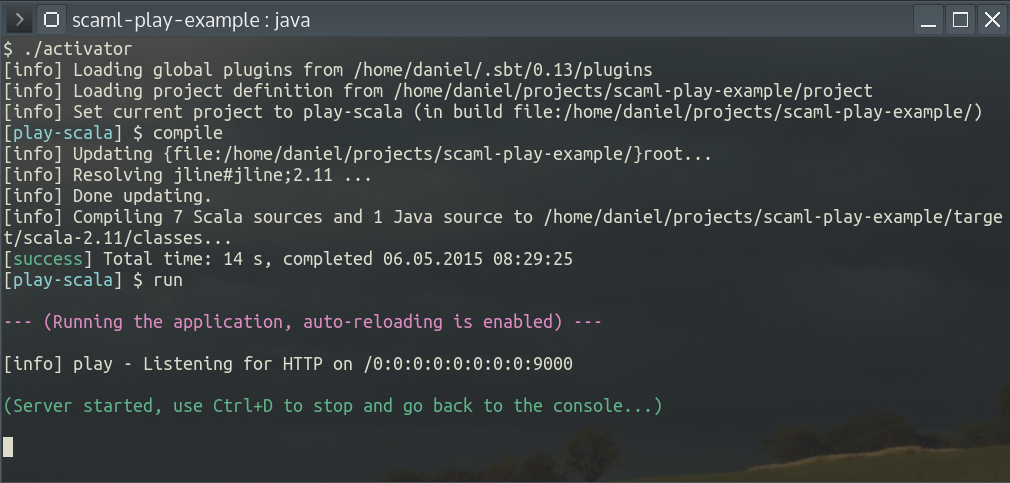 scaml-play-example : java
$ ./activator
[info] Loading global plugins from /home/daniel/.sbt/0.13/plugins
[info] Loading project definition from /home/daniel/projects/scaml-play-example/project
[info] Set current project to play-scala (in build file:/home/daniel/projects/scaml-play-example/)
[play-scala] $ compile
[info] Updating {file:/home/daniel/projects/scaml-play-example/}root...
[info] Resolving jline#jline;2.11 ...
[info] Done updating.
[info] Compiling 7 Scala sources and 1 Java source to /home/daniel/projects/scaml-play-example/targe
t/scala-2.11/classes...
[success] Total time: 14 s, completed 06.05.2015 08:29:25
[play-scala] $ run
--- (Running the application, auto-reloading is enabled) ---
[info] play - Listening for HTTP on /0:0:0:0:0:0:0:0:9000
(Server started, use Ctrl+D to stop and go back to the console...)